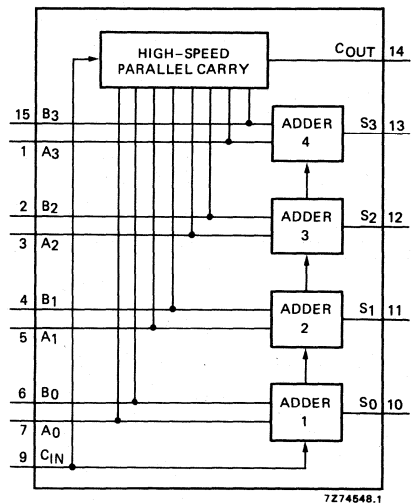 HIGH-SPEED
PARALLEL CARRY
COUT 14
15 B3
1 A3
ADDER
4
S3 13
2 B2
3 A2
ADDER
3
S2 12
4 B1
5 A1
ADDER
2
S1 11
6 B0
7 A0
ADDER
1
S0 10
9 CIN
7Z74548.1